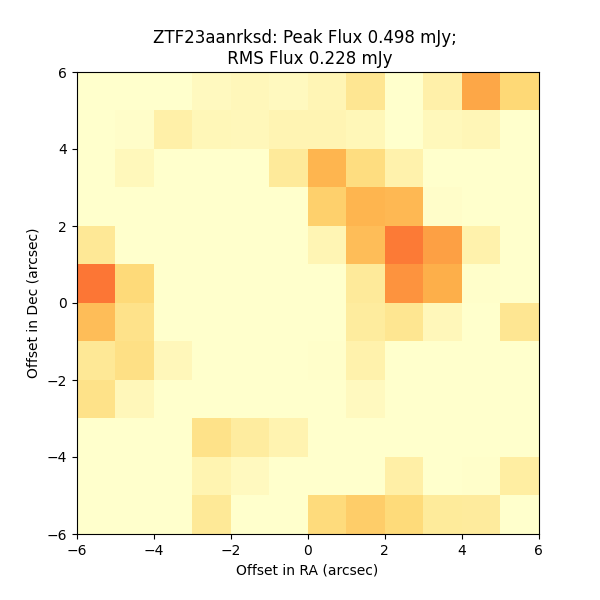 ZTF23aanrksd: Peak Flux 0.498 mJy;
RMS Flux 0.228 mJy
6
4
2
0
−2
−4
−6
Offset in Dec (arcsec)
−6 −4 −2 0 2 4 6
Offset in RA (arcsec)